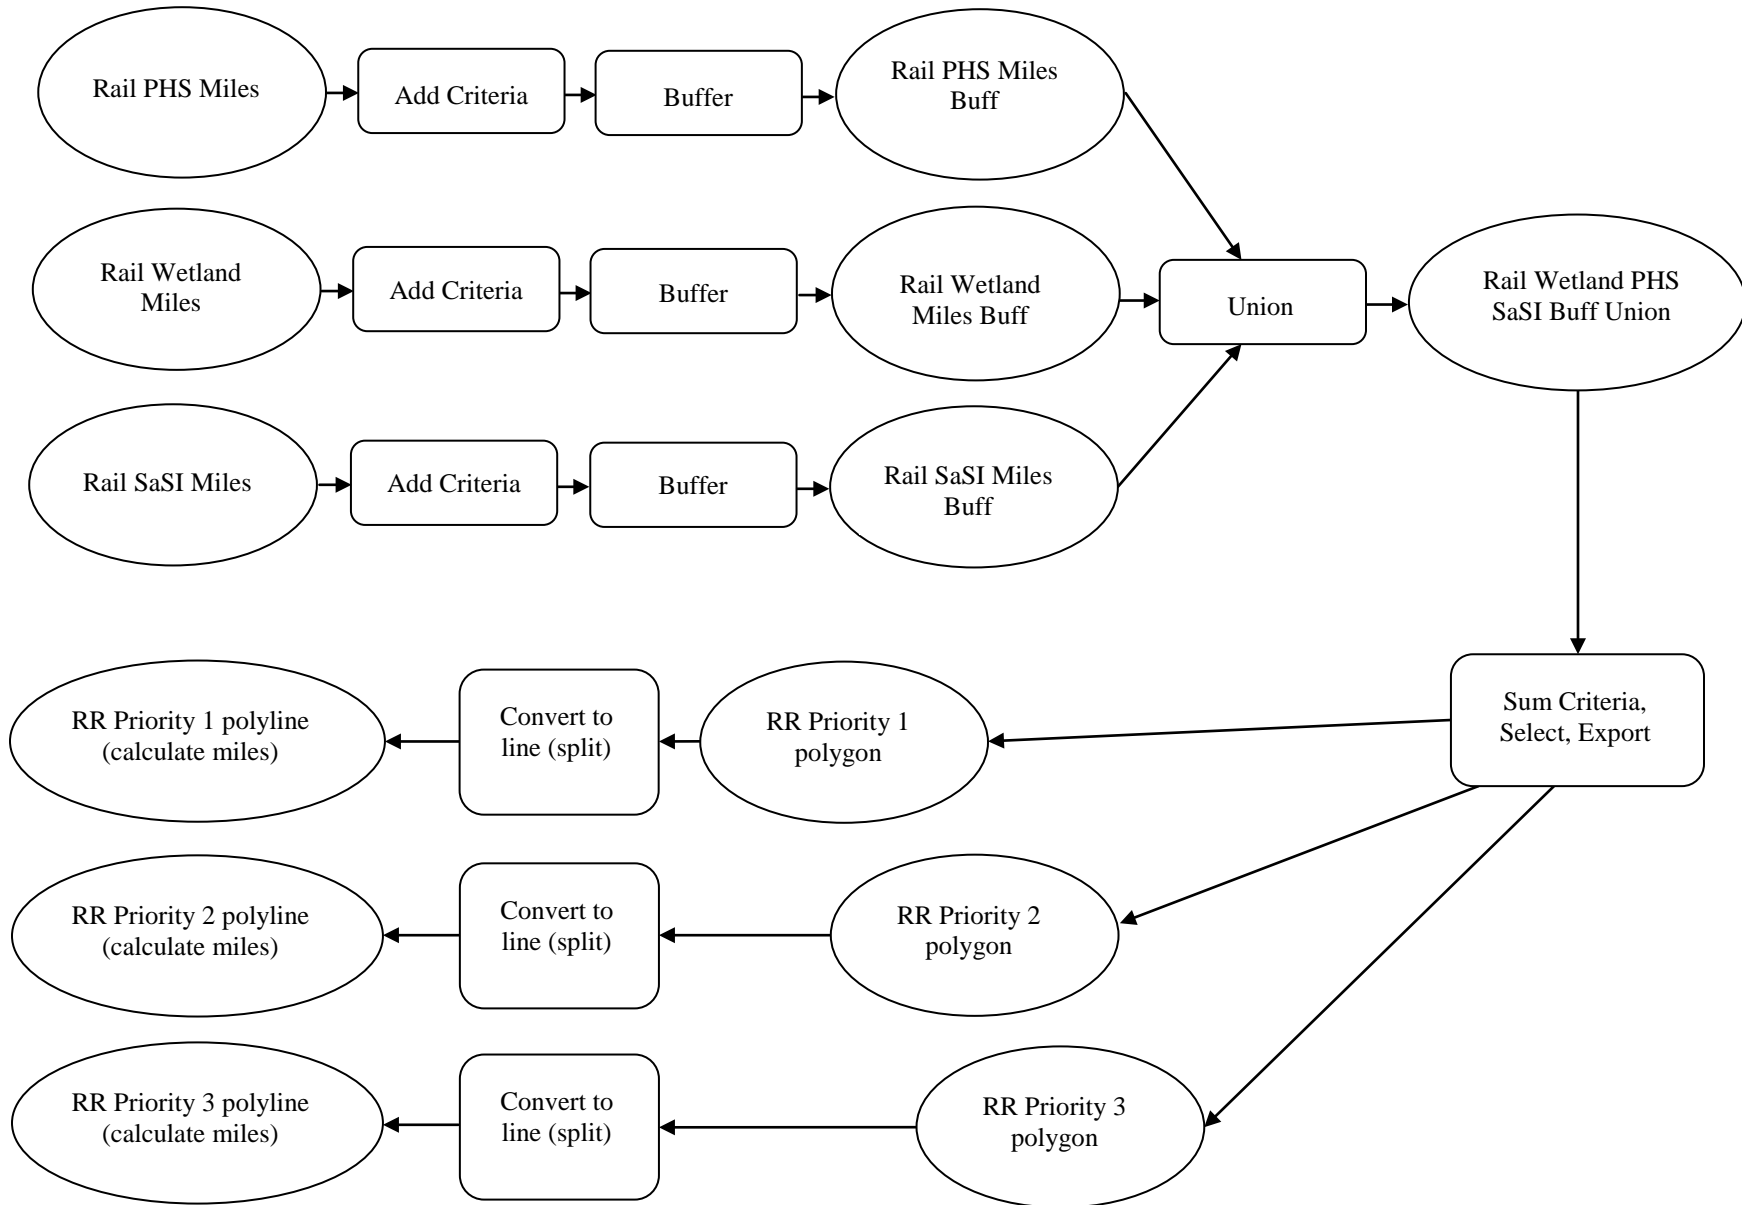 Rail PHS Miles
Add Criteria
Buffer
Rail PHS Miles
Buff
Rail Wetland
Miles
Add Criteria
Buffer
Rail Wetland
Miles Buff
Union
Rail Wetland PHS
SaSI Buff Union
Rail SaSI Miles
Add Criteria
Buffer
Rail SaSI Miles
Buff
Sum Criteria,
Select, Export
RR Priority 1 polyline
(calculate miles)
Convert to
line (split)
RR Priority 1
polygon
RR Priority 2 polyline
(calculate miles)
Convert to
line (split)
RR Priority 2
polygon
RR Priority 3 polyline
(calculate miles)
Convert to
line (split)
RR Priority 3
polygon